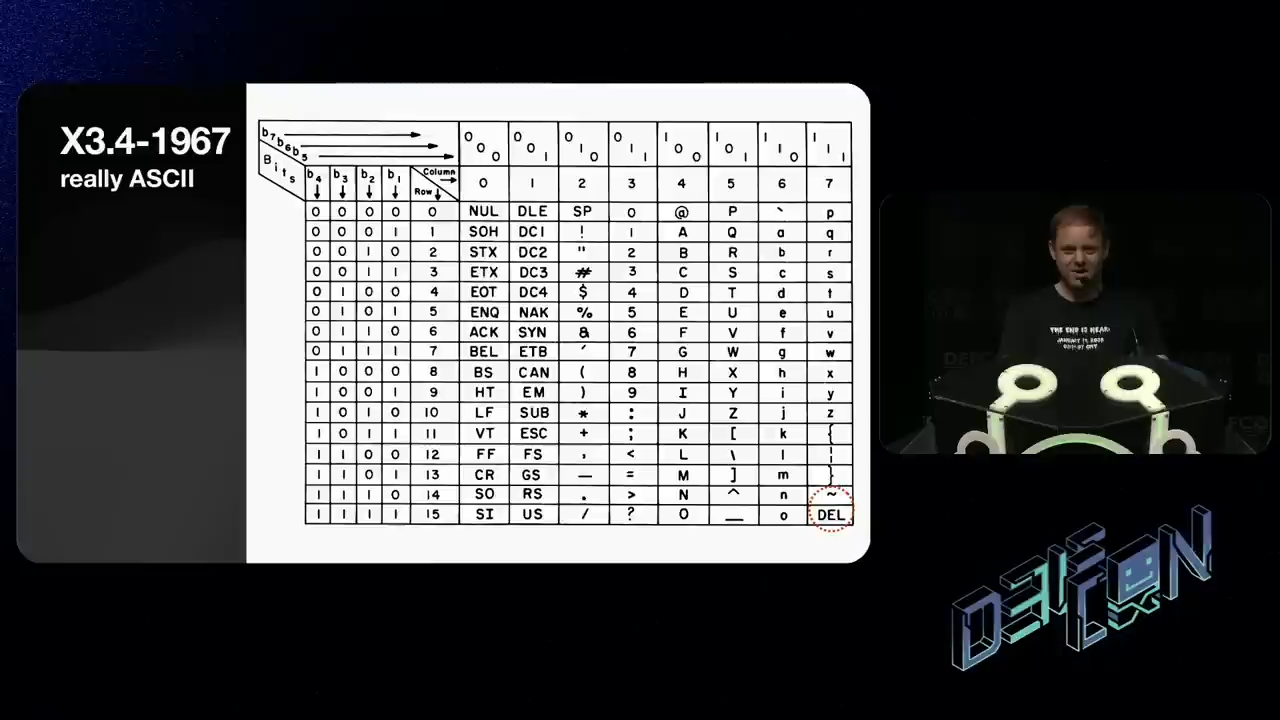 X3.4-1967
really ASCII
b7 b6 b5 0 0 0 0 0 1 0 1 0 0 1 1 1 0 0 1 0 1 1 1 0 1 1 1
Bits b4 b3 b2 b1 Column Row 0 1 2 3 4 5 6 7
0 0 0 0 0 NUL DLE SP 0 @ P ` p
0 0 0 1 1 SOH DC1 ! 1 A Q a q
0 0 1 0 2 STX DC2 " 2 B R b r
0 0 1 1 3 ETX DC3 # 3 C S c s
0 1 0 0 4 EOT DC4 $ 4 D T d t
0 1 0 1 5 ENQ NAK % 5 E U e u
0 1 1 0 6 ACK SYN & 6 F V f v
0 1 1 1 7 BEL ETB ´ 7 G W g w
1 0 0 0 8 BS CAN ( 8 H X h x
1 0 0 1 9 HT EM ) 9 I Y i y
1 0 1 0 10 LF SUB * : J Z j z
1 0 1 1 11 VT ESC + ; K [ k {
1 1 0 0 12 FF FS , < L \ l ¦
1 1 0 1 13 CR GS — = M ] m }
1 1 1 0 14 SO RS . > N ^ n ~
1 1 1 1 15 SI US / ? O _ o DEL
THE END IS NEAR:
DEF
CON